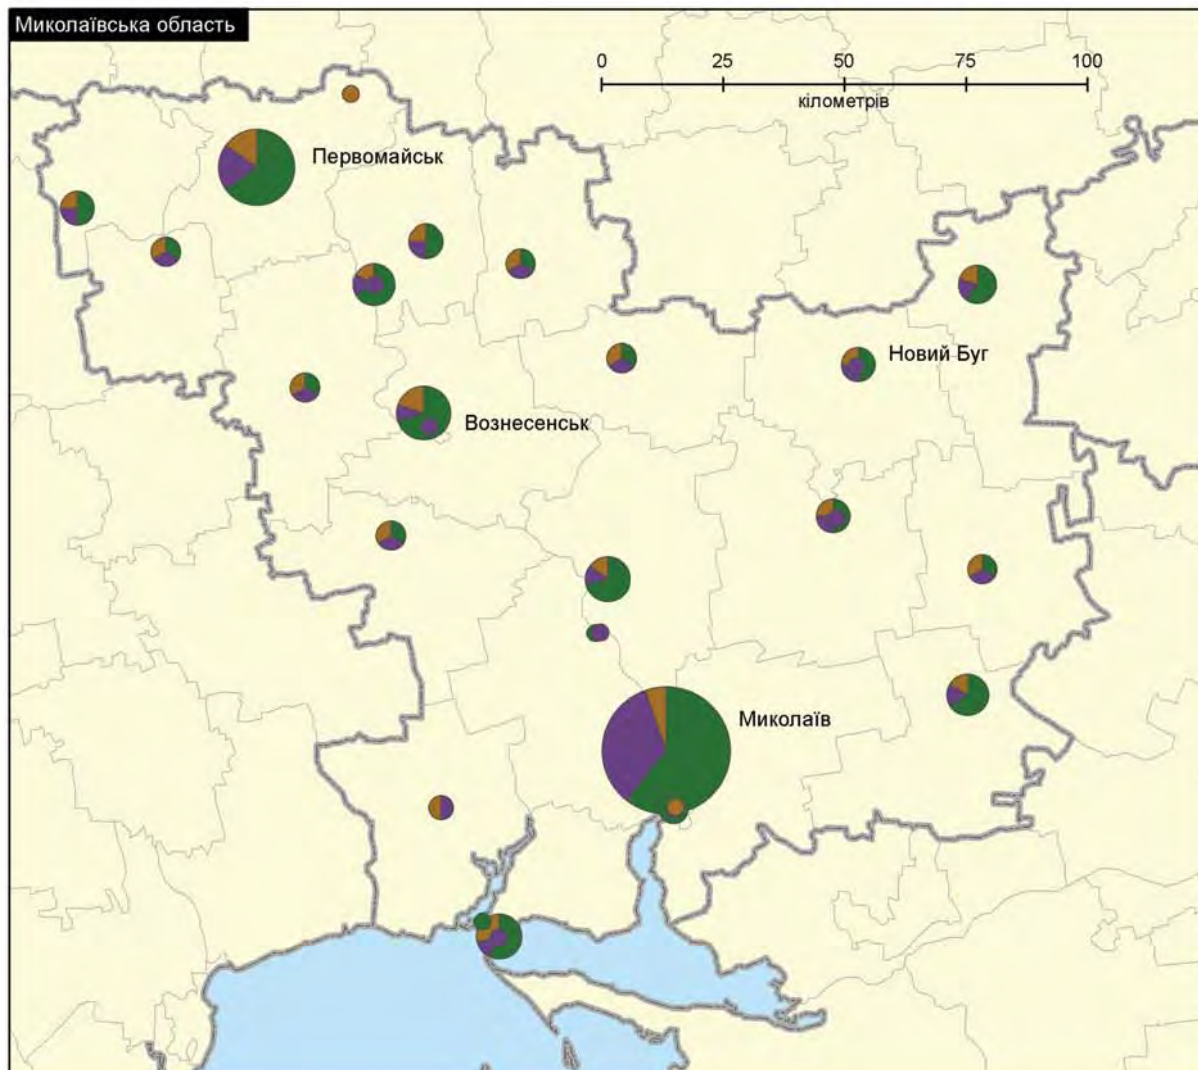 Миколаївська область
0 25 50 75 100
кілометрів
Первомайськ
Новий Буг
Вознесенськ
Миколаїв